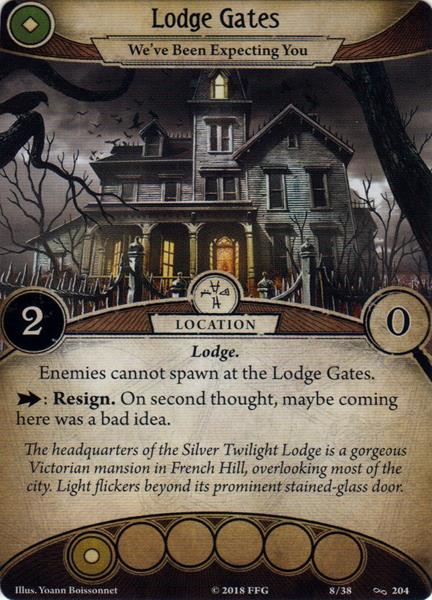 Lodge Gates
We've Been Expecting You
2
LOCATION
0
Lodge.
Enemies cannot spawn at the Lodge Gates.
: Resign. On second thought, maybe coming
here was a bad idea.
The headquarters of the Silver Twilight Lodge is a gorgeous
Victorian mansion in French Hill, overlooking most of the
city. Light flickers beyond its prominent stained-glass door.
Illus. Yoann Boissonnet © 2018 FFG 8/38 204